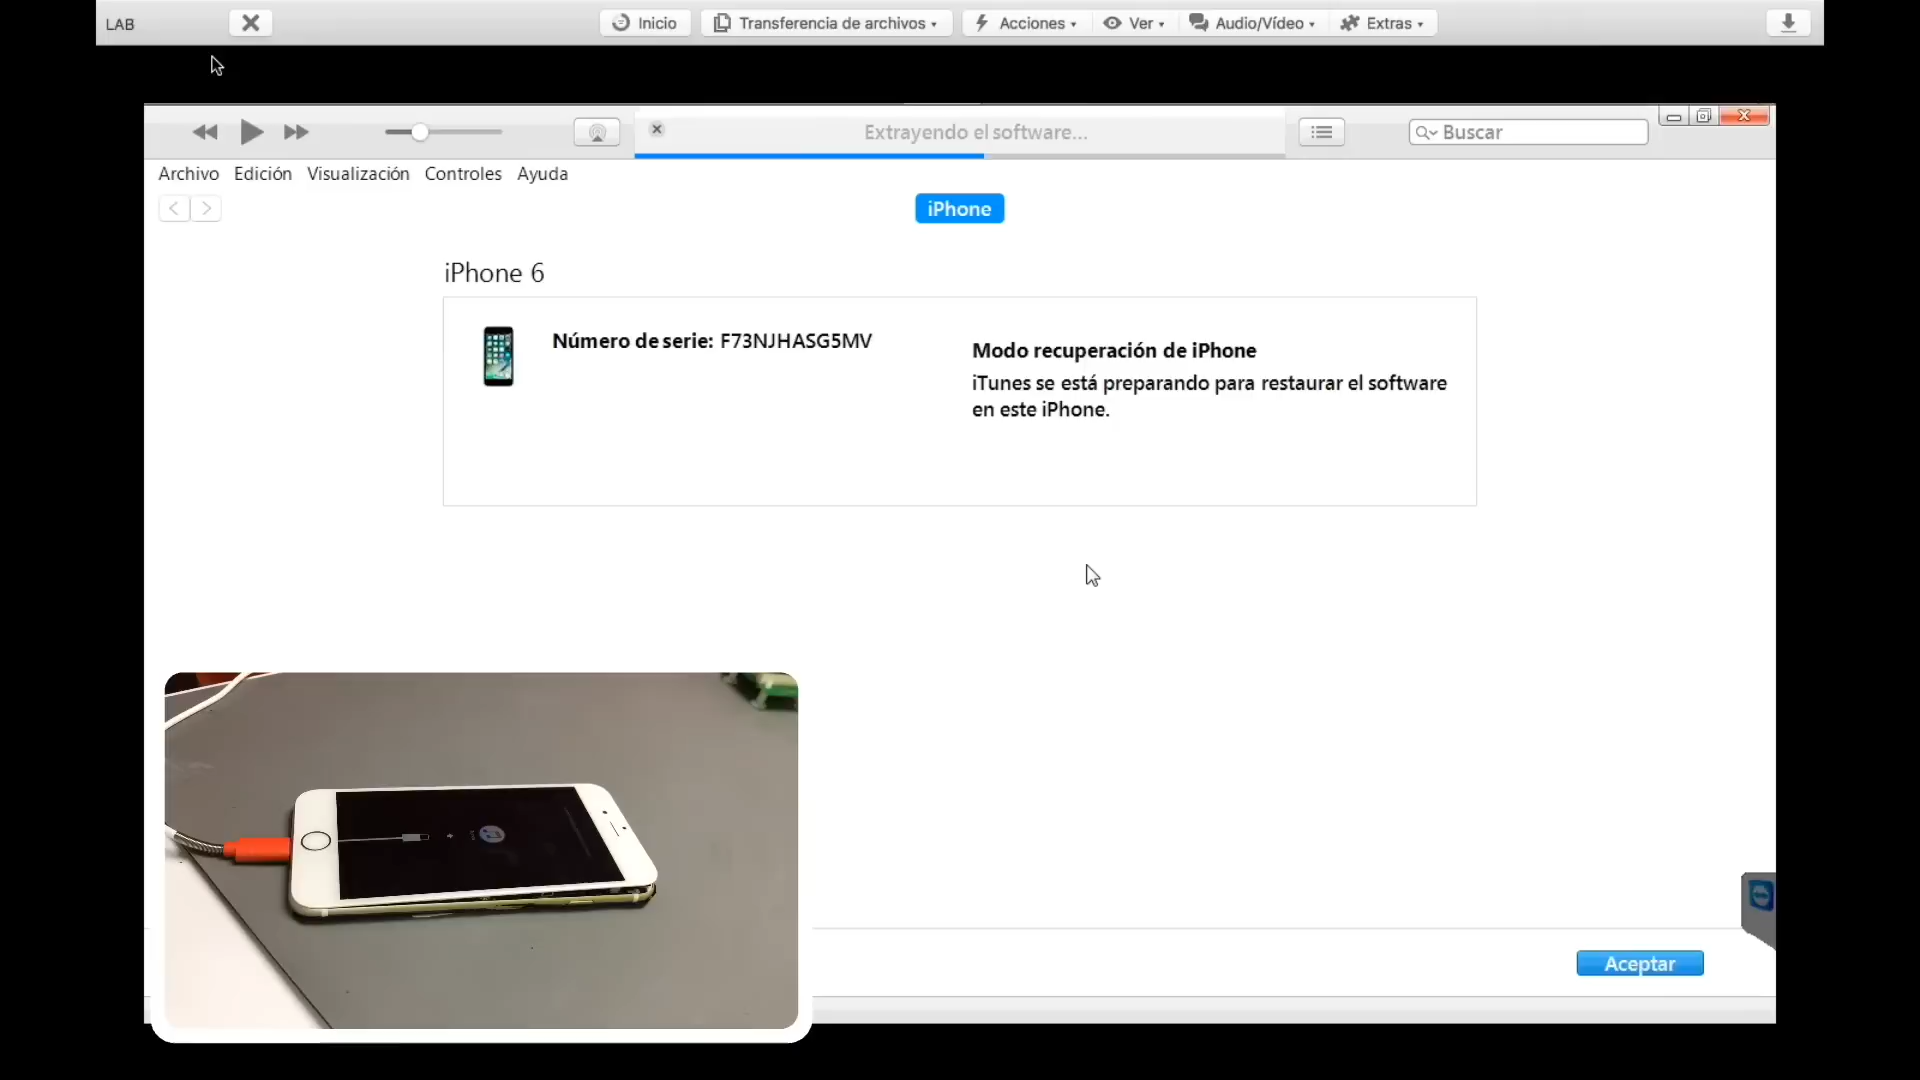 LAB
Inicio
Transferencia de archivos
Acciones
Ver
Audio/Vídeo
Extras
Extrayendo el software...
Buscar
Archivo Edición Visualización Controles Ayuda
iPhone
iPhone 6
Número de serie: F73NJHASG5MV
Modo recuperación de iPhone
iTunes se está preparando para restaurar el software
en este iPhone.
Aceptar